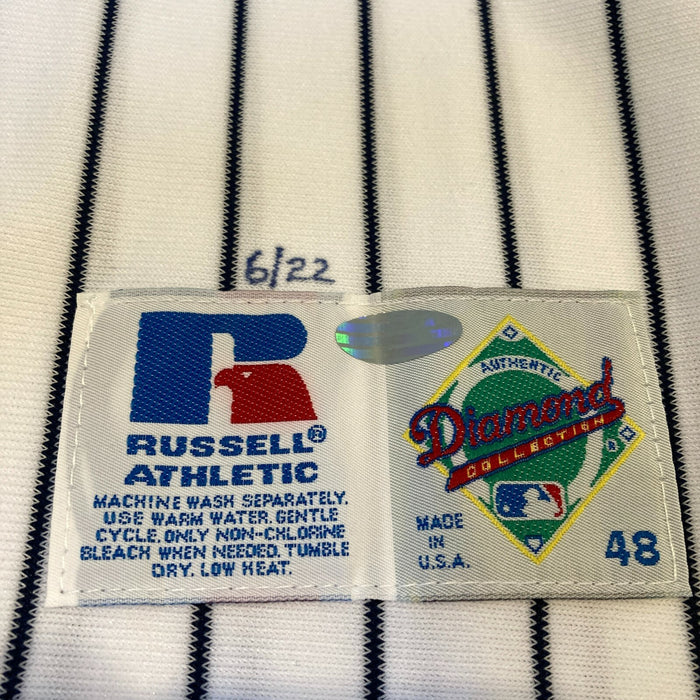 6/22
RUSSELL®
ATHLETIC
MACHINE WASH SEPARATELY.
USE WARM WATER. GENTLE
CYCLE. ONLY NON-CHLORINE
BLEACH WHEN NEEDED. TUMBLE
DRY. LOW HEAT.
AUTHENTIC
Diamond
COLLECTION
®
MADE
IN
U.S.A.
48